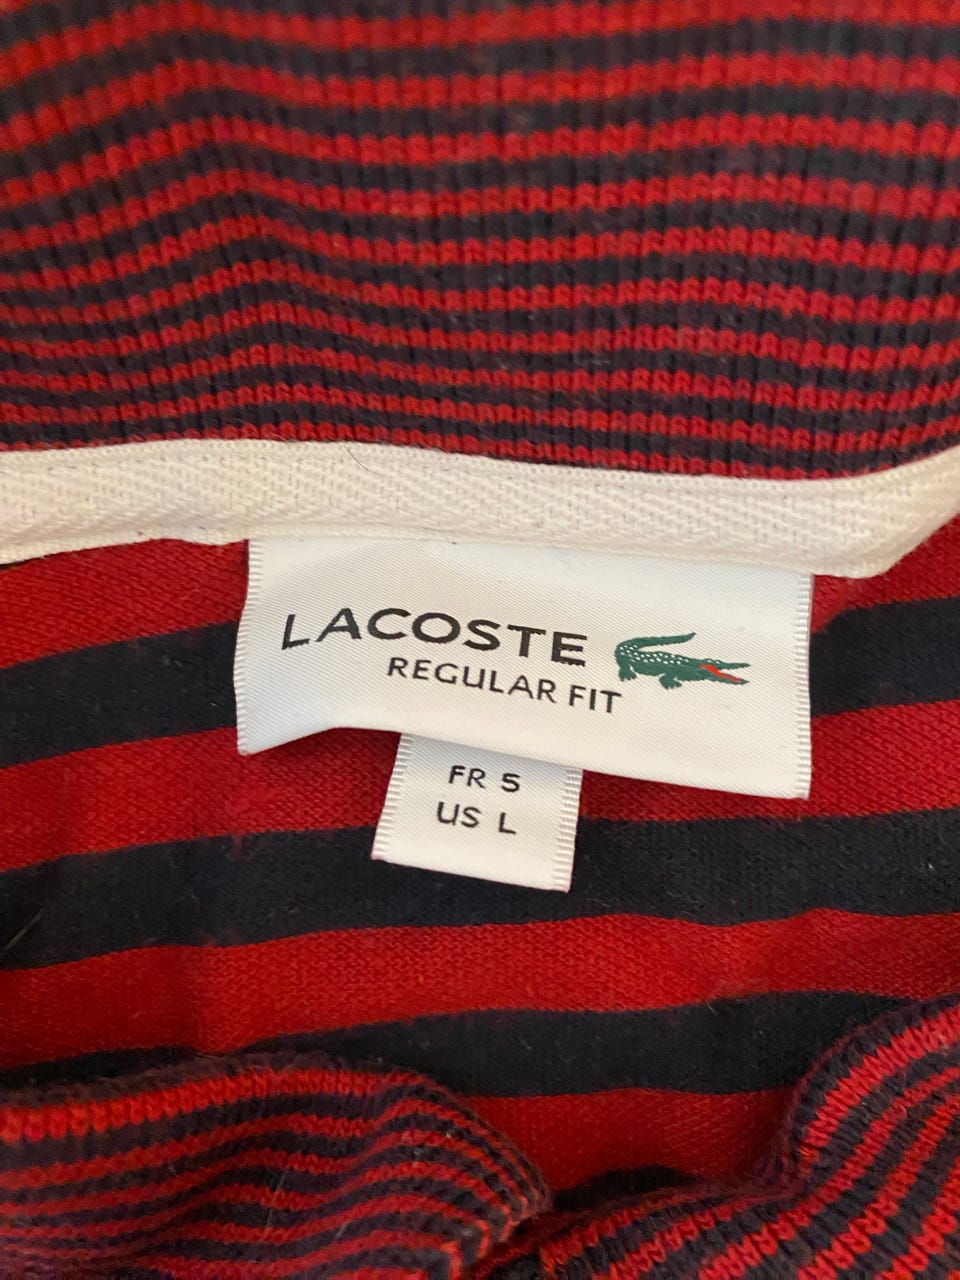 LACOSTE
REGULAR FIT
FR 5
US L